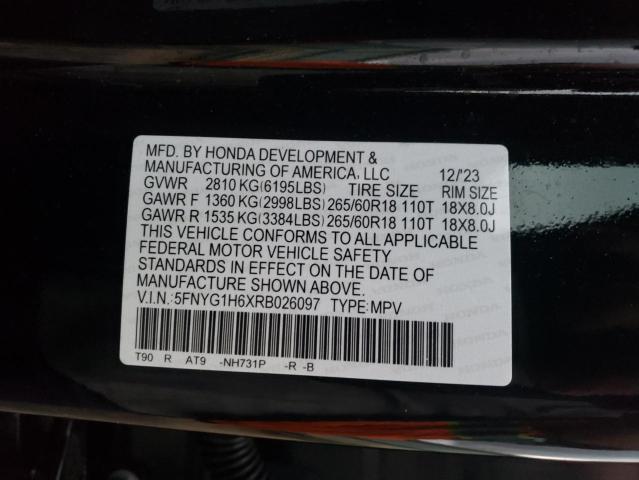 MFD. BY HONDA DEVELOPMENT &
MANUFACTURING OF AMERICA, LLC 12/'23
GVWR 2810 KG(6195LBS) TIRE SIZE RIM SIZE
GAWR F 1360 KG(2998LBS) 265/60R18 110T 18X8.0J
GAWR R 1535 KG(3384LBS) 265/60R18 110T 18X8.0J
THIS VEHICLE CONFORMS TO ALL APPLICABLE
FEDERAL MOTOR VEHICLE SAFETY
STANDARDS IN EFFECT ON THE DATE OF
MANUFACTURE SHOWN ABOVE.
V.I.N.:5FNYG1H6XRB026097 TYPE:MPV
T90 R AT9 -NH731P -R -B